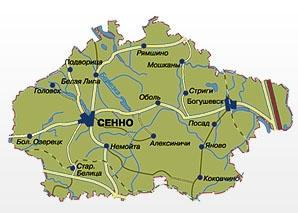 Рямшино
Подворица
Мошканы
Белая Липа
Головск
Стриги
Оболь
Богушевск
СЕННО
Посад
Бол. Озерецк
Немойта
Алексиничи
Яново
Стар.
Белица
Коковчино